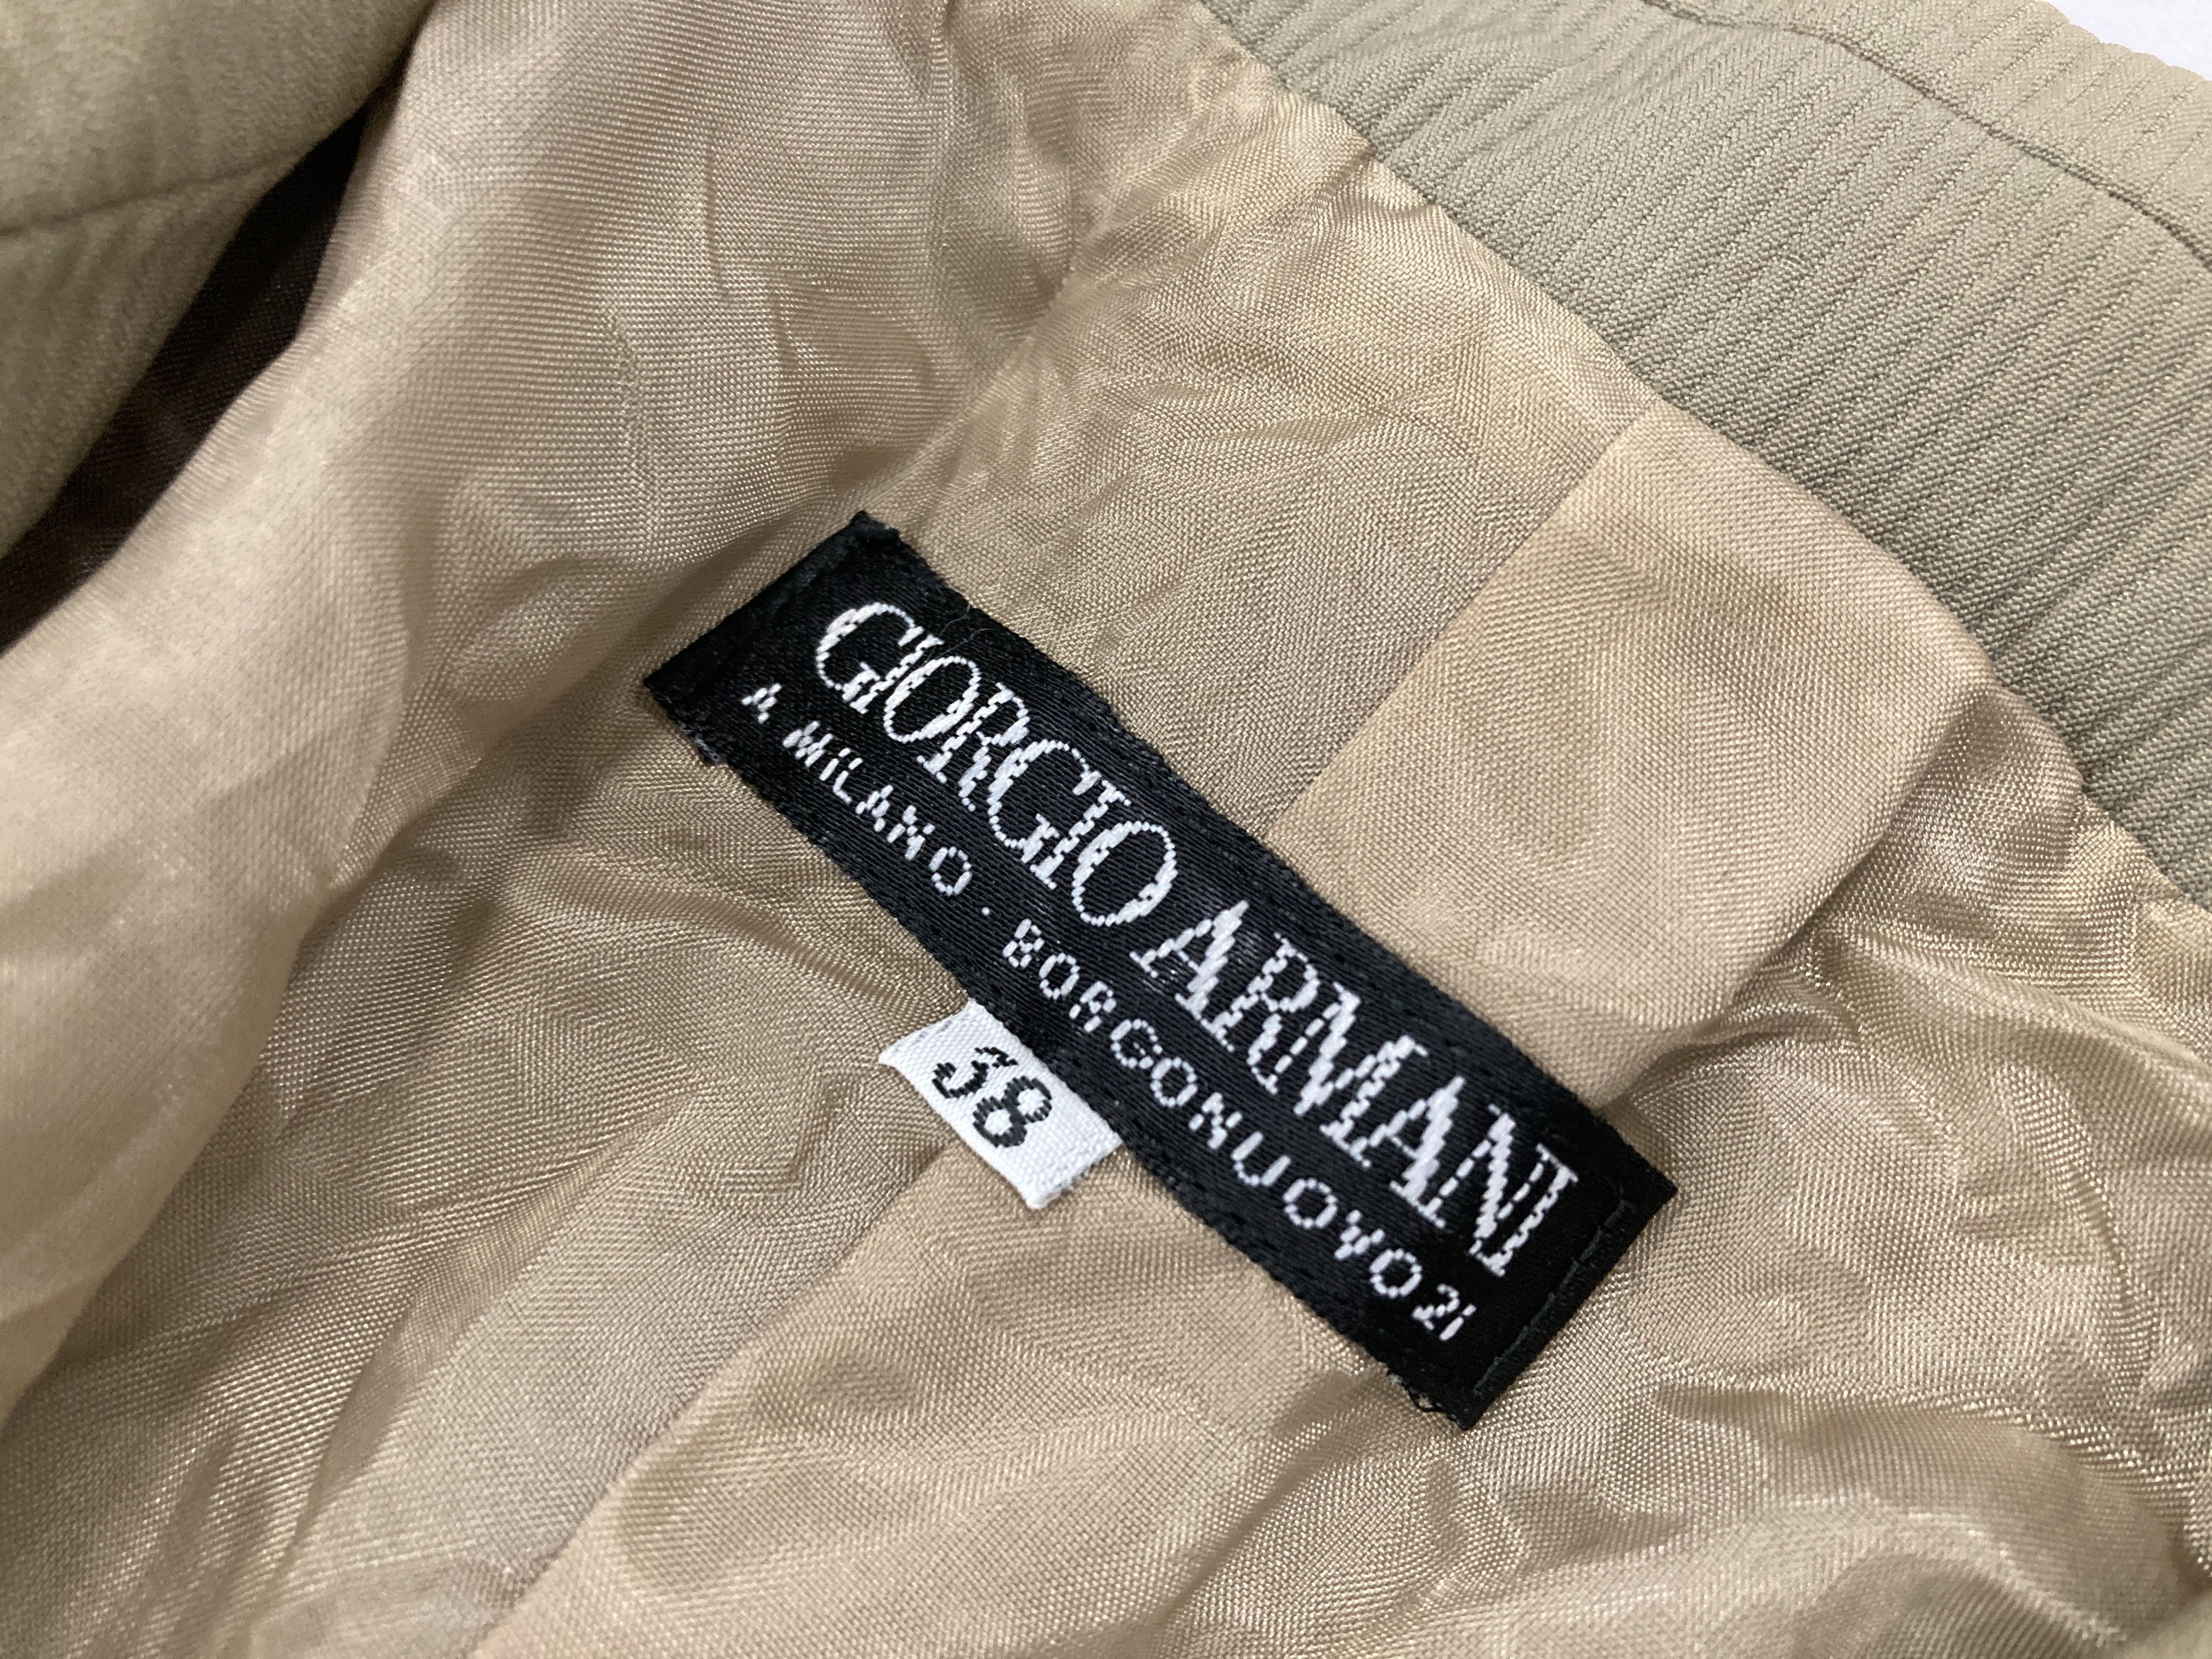 GIORGIO ARMANI
A MiLANO . BORGONUOVO 21
38